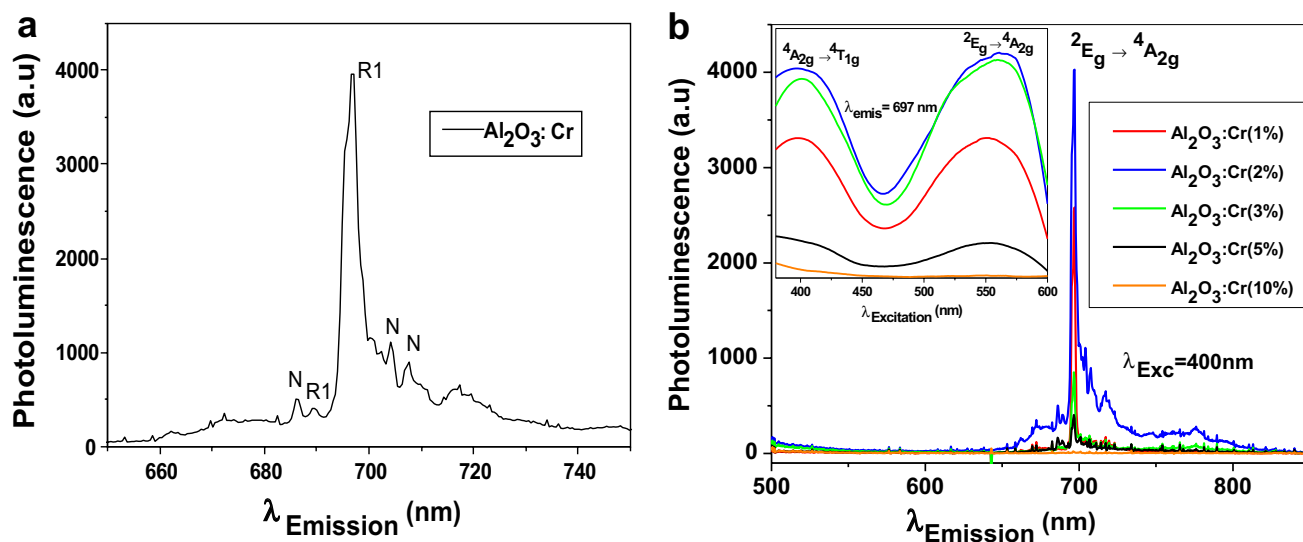 a
Photoluminescence (a.u)
4000
3000
2000
1000
0
R1
N
R1
N
N
Al₂O₃: Cr
660
680
700
720
740
λ Emission (nm)
b
Photoluminescence (a.u)
4000
3000
2000
1000
0
⁴A₂g→⁴T₁g
²Eg→⁴A₂g
λemis= 697 nm
400
450
500
550
600
λExcitation (nm)
²Eg → ⁴A₂g
Al₂O₃:Cr(1%)
Al₂O₃:Cr(2%)
Al₂O₃:Cr(3%)
Al₂O₃:Cr(5%)
Al₂O₃:Cr(10%)
λExc=400nm
500
600
700
800
λEmission (nm)